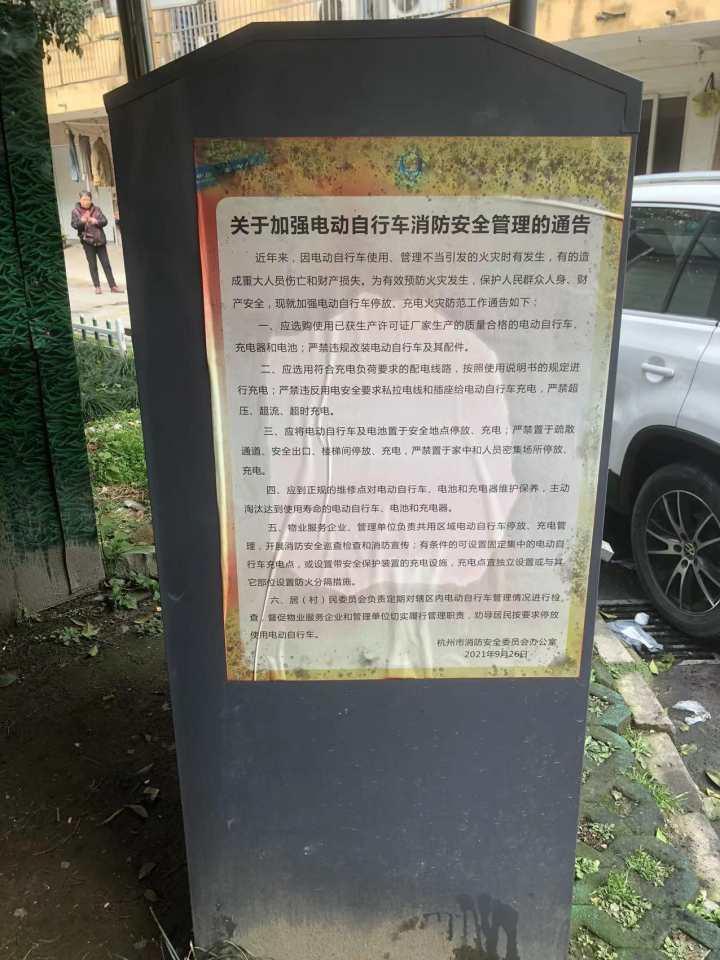 关于加强电动自行车消防安全管理的通告
近年来，因电动自行车使用、管理不当引发的火灾时有发生，有的造
成重大人员伤亡和财产损失。为有效预防火灾发生，保护人民群众人身、财
产安全，现就加强电动自行车停放、充电火灾防范工作通告如下：
一、应选购使用已获生产许可证厂家生产的质量合格的电动自行车、
充电器和电池；严禁违规改装电动自行车及其配件。
二、应选用符合充电负荷要求的配电线路，按照使用说明书的规定进
行充电；严禁违反用电安全要求私拉电线和插座给电动自行车充电，严禁超
压、超流、超时充电。
三、应将电动自行车及电池置于安全地点停放、充电；严禁置于疏散
通道、安全出口、楼梯间停放、充电，严禁置于家中和人员密集场所停放、
充电。
四、应到正规的维修点对电动自行车、电池和充电器维护保养，主动
淘汰达到使用寿命的电动自行车、电池和充电器。
五、物业服务企业、管理单位负责共用区域电动自行车停放、充电管
理，开展消防安全巡查检查和消防宣传；有条件的可设置固定集中的电动自
行车充电点，或设置带安全保护装置的充电设施，充电点宜独立设置或与其
它部位设置防火分隔措施。
六、居（村）民委员会负责定期对辖区内电动自行车管理情况进行检
查，督促物业服务企业和管理单位切实履行管理职责，劝导居民按要求停放
使用电动自行车。
杭州市消防安全委员会办公室
2021年9月26日